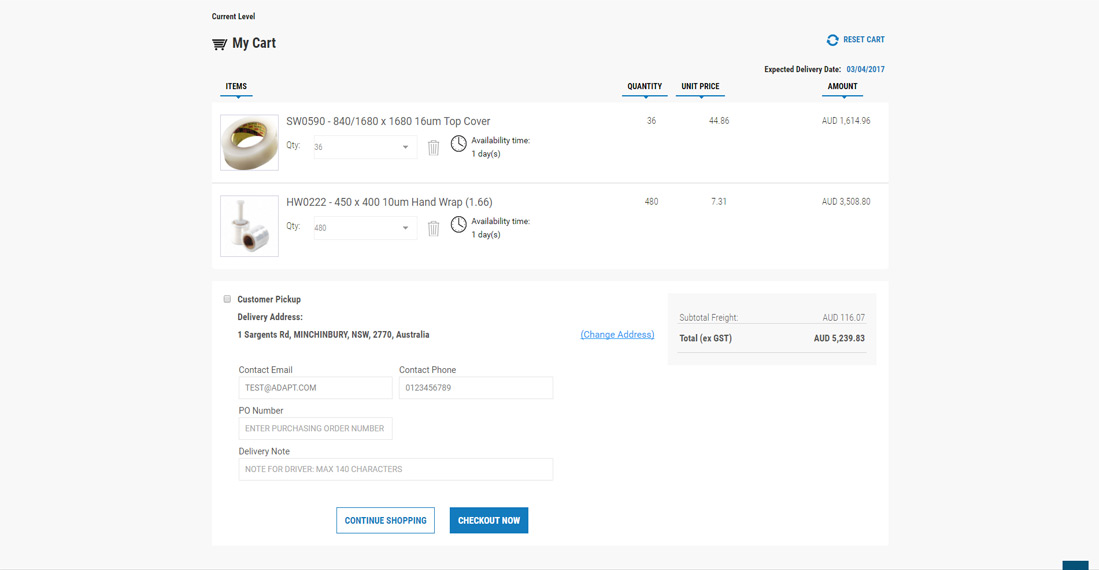 Current Level
My Cart
RESET CART
Expected Delivery Date: 03/04/2017
ITEMS QUANTITY UNIT PRICE AMOUNT
SW0590 - 840/1680 x 1680 16um Top Cover 36 44.86 AUD 1,614.96
Qty: 36 Availability time:
1 day(s)
HW0222 - 450 x 400 10um Hand Wrap (1.66) 480 7.31 AUD 3,508.80
Qty: 480 Availability time:
1 day(s)
Customer Pickup
Delivery Address:
1 Sargents Rd, MINCHINBURY, NSW, 2770, Australia (Change Address)
Subtotal Freight: AUD 116.07
Total (ex GST) AUD 5,239.83
Contact Email Contact Phone
TEST@ADAPT.COM 0123456789
PO Number
ENTER PURCHASING ORDER NUMBER
Delivery Note
NOTE FOR DRIVER: MAX 140 CHARACTERS
CONTINUE SHOPPING CHECKOUT NOW